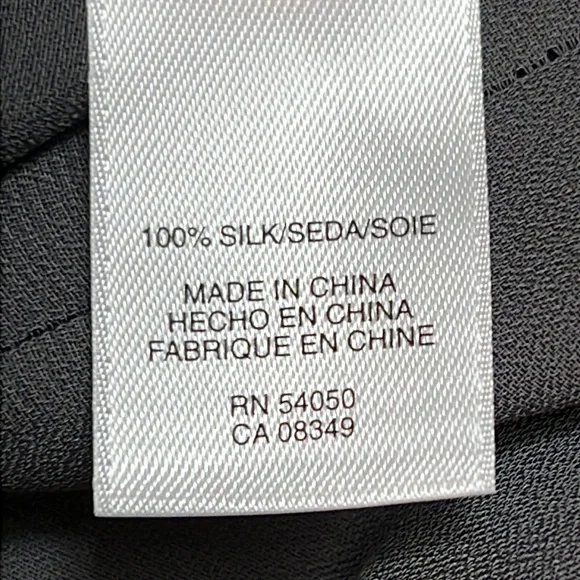 100% SILK/SEDA/SOIE
MADE IN CHINA
HECHO EN CHINA
FABRIQUE EN CHINE
RN 54050
CA 08349